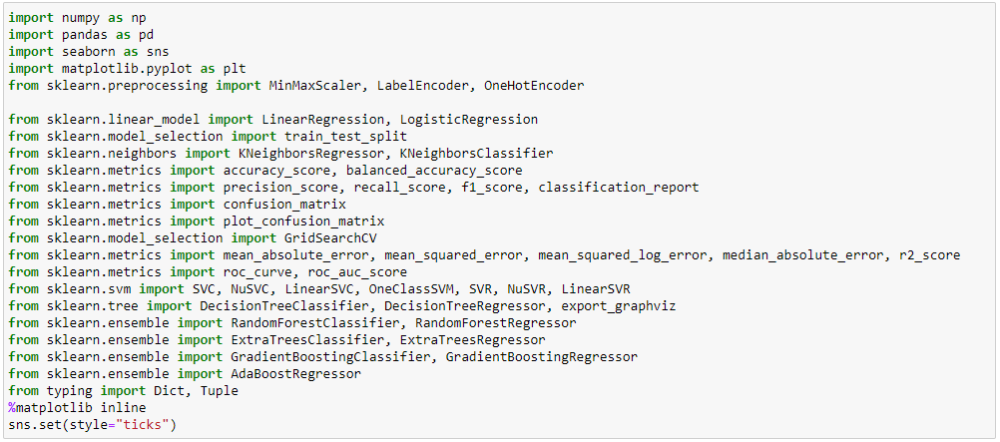 import numpy as np
import pandas as pd
import seaborn as sns
import matplotlib.pyplot as plt
from sklearn.preprocessing import MinMaxScaler, LabelEncoder, OneHotEncoder

from sklearn.linear_model import LinearRegression, LogisticRegression
from sklearn.model_selection import train_test_split
from sklearn.neighbors import KNeighborsRegressor, KNeighborsClassifier
from sklearn.metrics import accuracy_score, balanced_accuracy_score
from sklearn.metrics import precision_score, recall_score, f1_score, classification_report
from sklearn.metrics import confusion_matrix
from sklearn.metrics import plot_confusion_matrix
from sklearn.model_selection import GridSearchCV
from sklearn.metrics import mean_absolute_error, mean_squared_error, mean_squared_log_error, median_absolute_error, r2_score
from sklearn.metrics import roc_curve, roc_auc_score
from sklearn.svm import SVC, NuSVC, LinearSVC, OneClassSVM, SVR, NuSVR, LinearSVR
from sklearn.tree import DecisionTreeClassifier, DecisionTreeRegressor, export_graphviz
from sklearn.ensemble import RandomForestClassifier, RandomForestRegressor
from sklearn.ensemble import ExtraTreesClassifier, ExtraTreesRegressor
from sklearn.ensemble import GradientBoostingClassifier, GradientBoostingRegressor
from sklearn.ensemble import AdaBoostRegressor
from typing import Dict, Tuple
%matplotlib inline
sns.set(style="ticks")